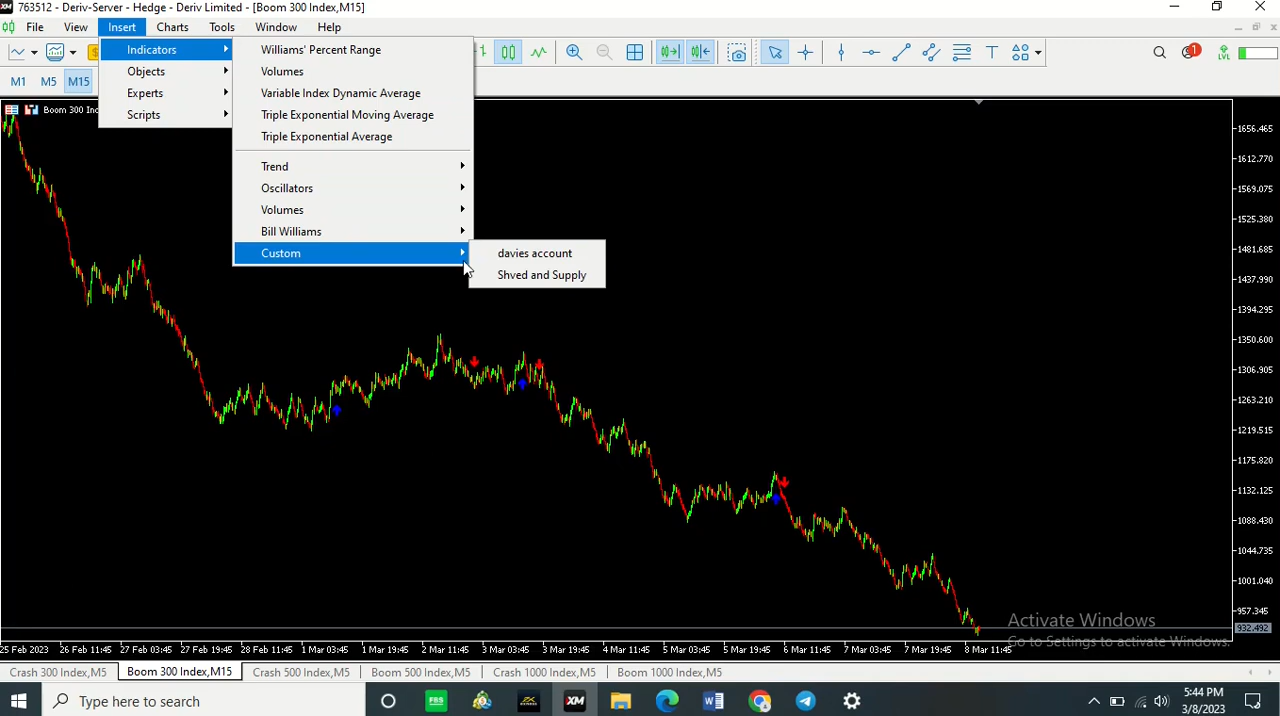 763512 - Deriv-Server - Hedge - Deriv Limited - [Boom 300 Index,M15]
File View Insert Charts Tools Window Help
Indicators
Objects
Experts
Scripts
Williams' Percent Range
Volumes
Variable Index Dynamic Average
Triple Exponential Moving Average
Triple Exponential Average
Trend
Oscillators
Volumes
Bill Williams
Custom
davies account
Shved and Supply
M1 M5 M15
LVL
1
Boom 300 Ind
1656.465
1612.770
1569.075
1525.380
1481.685
1437.990
1394.295
1350.600
1306.905
1263.210
1219.515
1175.820
1132.125
1088.430
1044.735
1001.040
957.345
932.492
Activate Windows
Go to Settings to activate Windows.
25 Feb 2023 26 Feb 11:45 27 Feb 03:45 27 Feb 19:45 28 Feb 11:45 1 Mar 03:45 1 Mar 19:45 2 Mar 11:45 3 Mar 03:45 3 Mar 19:45 4 Mar 11:45 5 Mar 03:45 5 Mar 19:45 6 Mar 11:45 7 Mar 03:45 7 Mar 19:45 8 Mar 11:45
Crash 300 Index,M5 Boom 300 Index,M15 Crash 500 Index,M5 Boom 500 Index,M5 Crash 1000 Index,M5 Boom 1000 Index,M5
Type here to search
FBS
XM
5:44 PM
3/8/2023